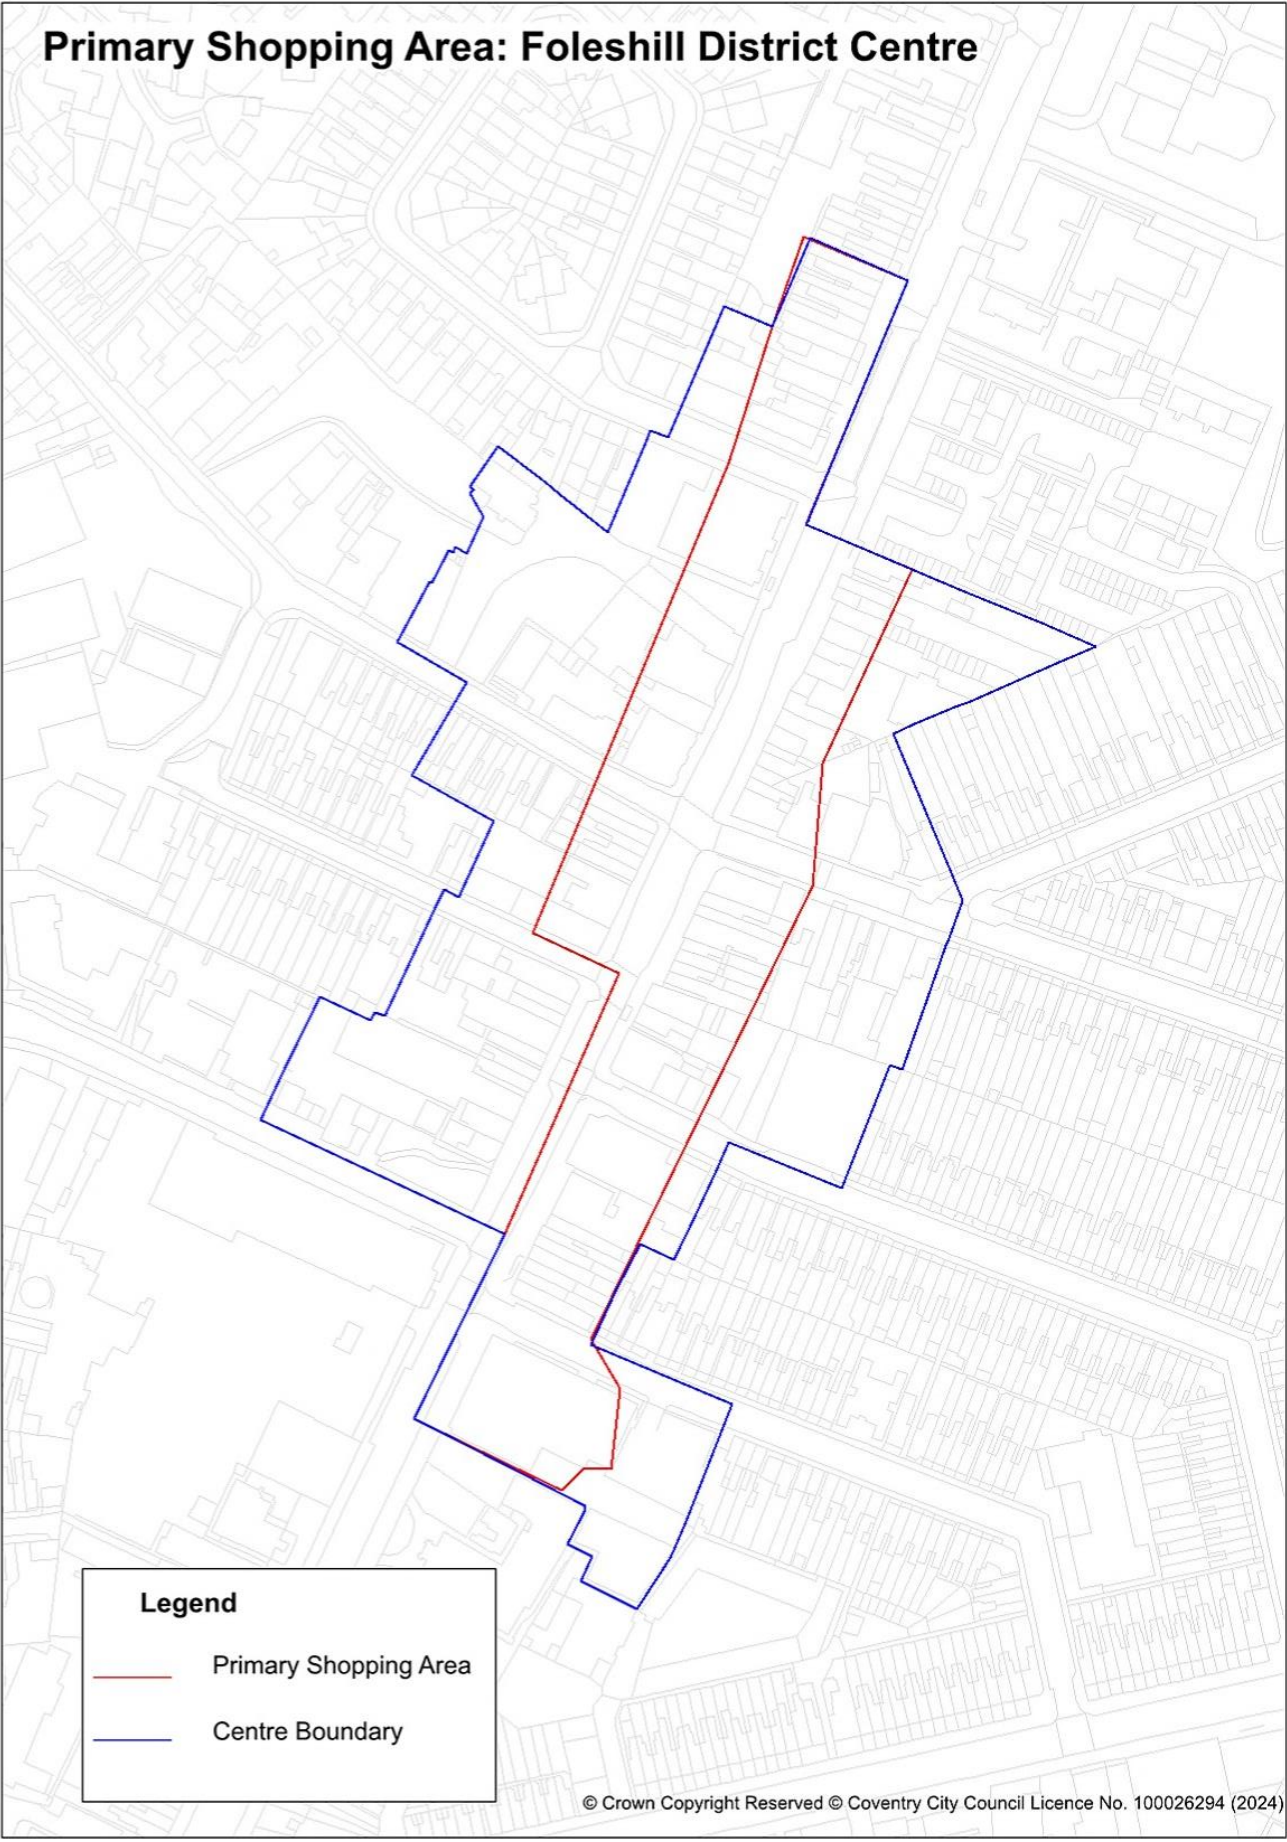 Primary Shopping Area: Foleshill District Centre
Legend
Primary Shopping Area
Centre Boundary
© Crown Copyright Reserved © Coventry City Council Licence No. 100026294 (2024)